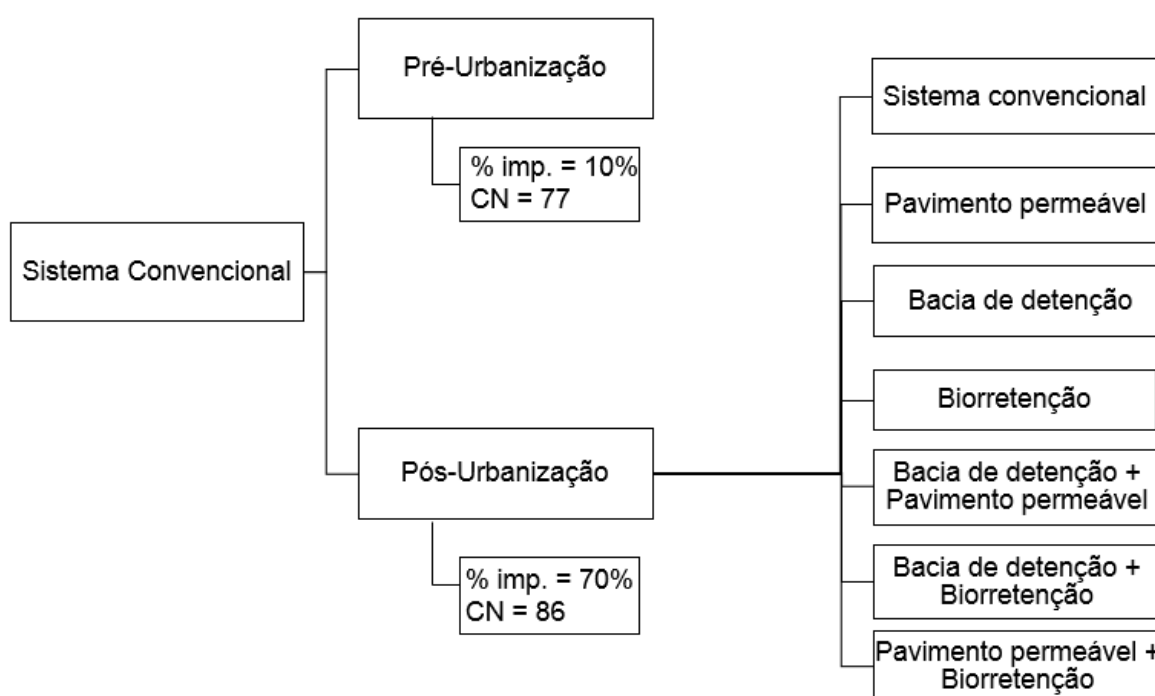 Pré-Urbanização
% imp. = 10%
CN = 77
Sistema Convencional
Pós-Urbanização
% imp. = 70%
CN = 86
Sistema convencional
Pavimento permeável
Bacia de detenção
Biorretenção
Bacia de detenção +
Pavimento permeável
Bacia de detenção +
Biorretenção
Pavimento permeável +
Biorretenção